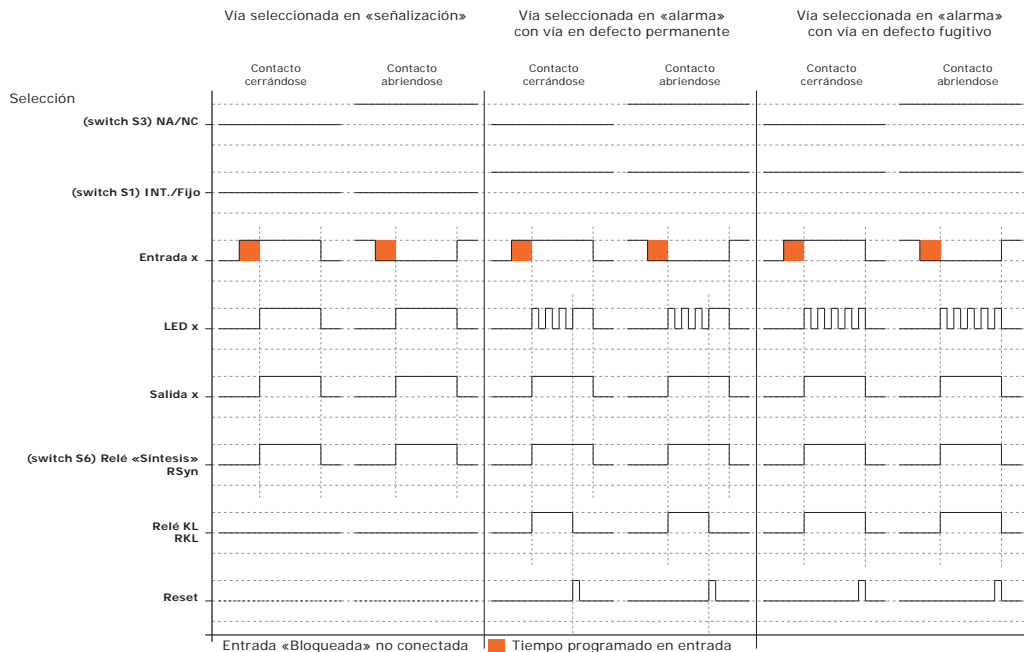 Vía seleccionada en «señalización»
Vía seleccionada en «alarma»
con vía en defecto permanente
Vía seleccionada en «alarma»
con vía en defecto fugitivo
Contacto
cerrándose
Contacto
abriendose
Contacto
cerrándose
Contacto
abriendose
Contacto
cerrándose
Contacto
abriendose
Selección
(switch S3) NA/NC
(switch S1) INT./Fijo
Entrada x
LED x
Salida x
(switch S6) Relé «Síntesis»
RSyn
Relé KL
RKL
Reset
Entrada «Bloqueada» no conectada
Tiempo programado en entrada